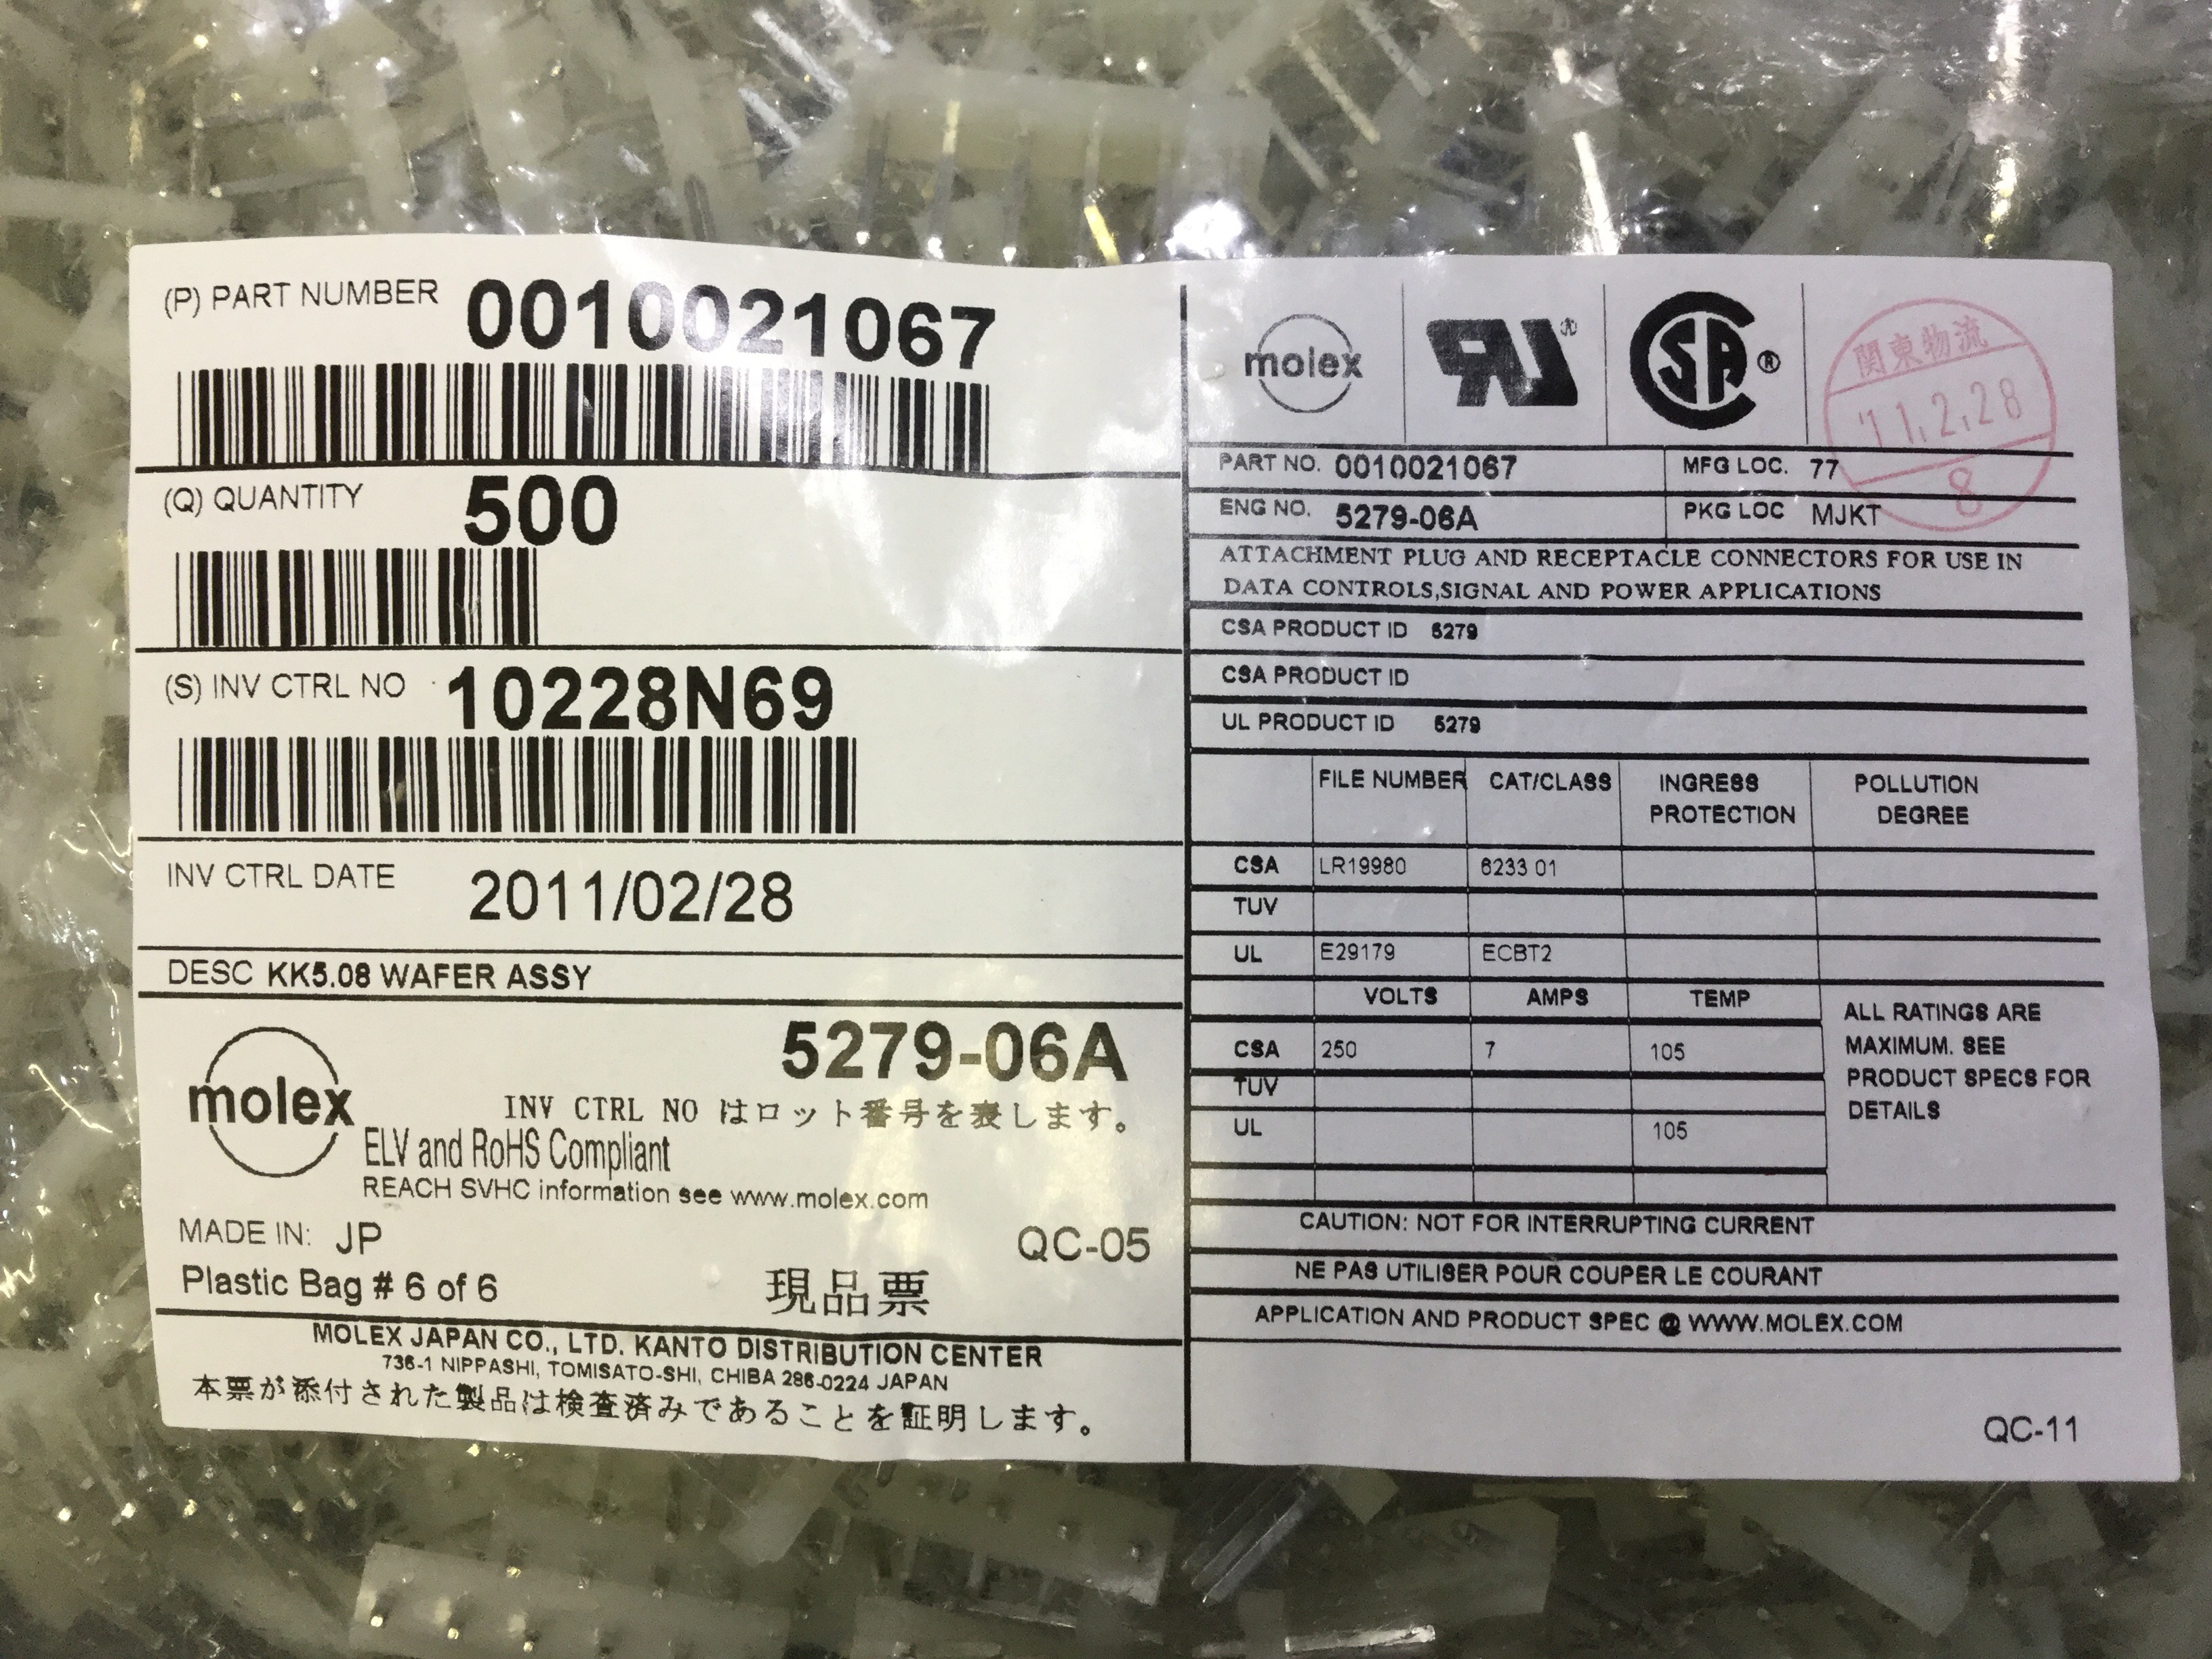 (P) PART NUMBER 0010021067
(Q) QUANTITY 500
(S) INV CTRL NO 10228N69
INV CTRL DATE 2011/02/28
DESC KK5.08 WAFER ASSY
5279-06A
molex
INV CTRL NO はロット番号を表します。
ELV and RoHS Compliant
REACH SVHC information see www.molex.com
MADE IN: JP
QC-05
Plastic Bag # 6 of 6
現品票
MOLEX JAPAN CO., LTD. KANTO DISTRIBUTION CENTER
736-1 NIPPASHI, TOMISATO-SHI, CHIBA 286-0224 JAPAN
本票が添付された製品は検査済みであることを証明します。
molex
RU®
CSA®
関東物流
'11.2.28
8
PART NO. 0010021067 MFG LOC. 77
ENG NO. 5279-06A PKG LOC MJKT
ATTACHMENT PLUG AND RECEPTACLE CONNECTORS FOR USE IN
DATA CONTROLS,SIGNAL AND POWER APPLICATIONS
CSA PRODUCT ID 5279
CSA PRODUCT ID
UL PRODUCT ID 5279
FILE NUMBER CAT/CLASS INGRESS PROTECTION POLLUTION DEGREE
CSA LR19980 6233 01
TUV
UL E29179 ECBT2
VOLTS AMPS TEMP
CSA 250 7 105
TUV
UL 105
ALL RATINGS ARE
MAXIMUM. SEE
PRODUCT SPECS FOR
DETAILS
CAUTION: NOT FOR INTERRUPTING CURRENT
NE PAS UTILISER POUR COUPER LE COURANT
APPLICATION AND PRODUCT SPEC @ WWW.MOLEX.COM
QC-11